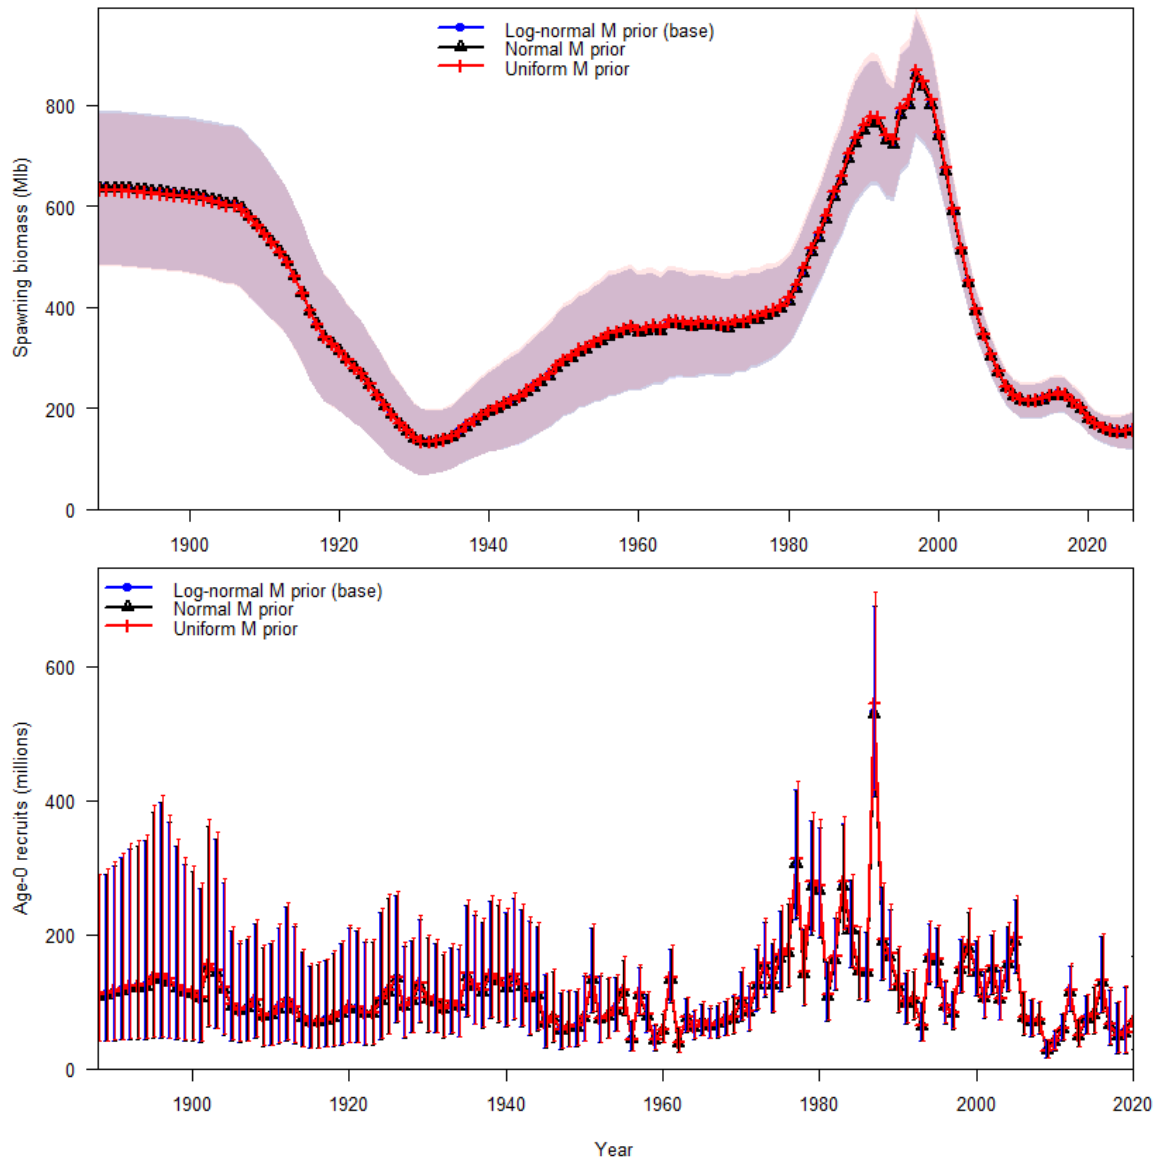 Log-normal M prior (base)
Normal M prior
Uniform M prior
Spawning biomass (Mlb)
800
600
400
200
0
1900 1920 1940 1960 1980 2000 2020
Log-normal M prior (base)
Normal M prior
Uniform M prior
Age-0 recruits (millions)
600
400
200
0
1900 1920 1940 1960 1980 2000 2020
Year